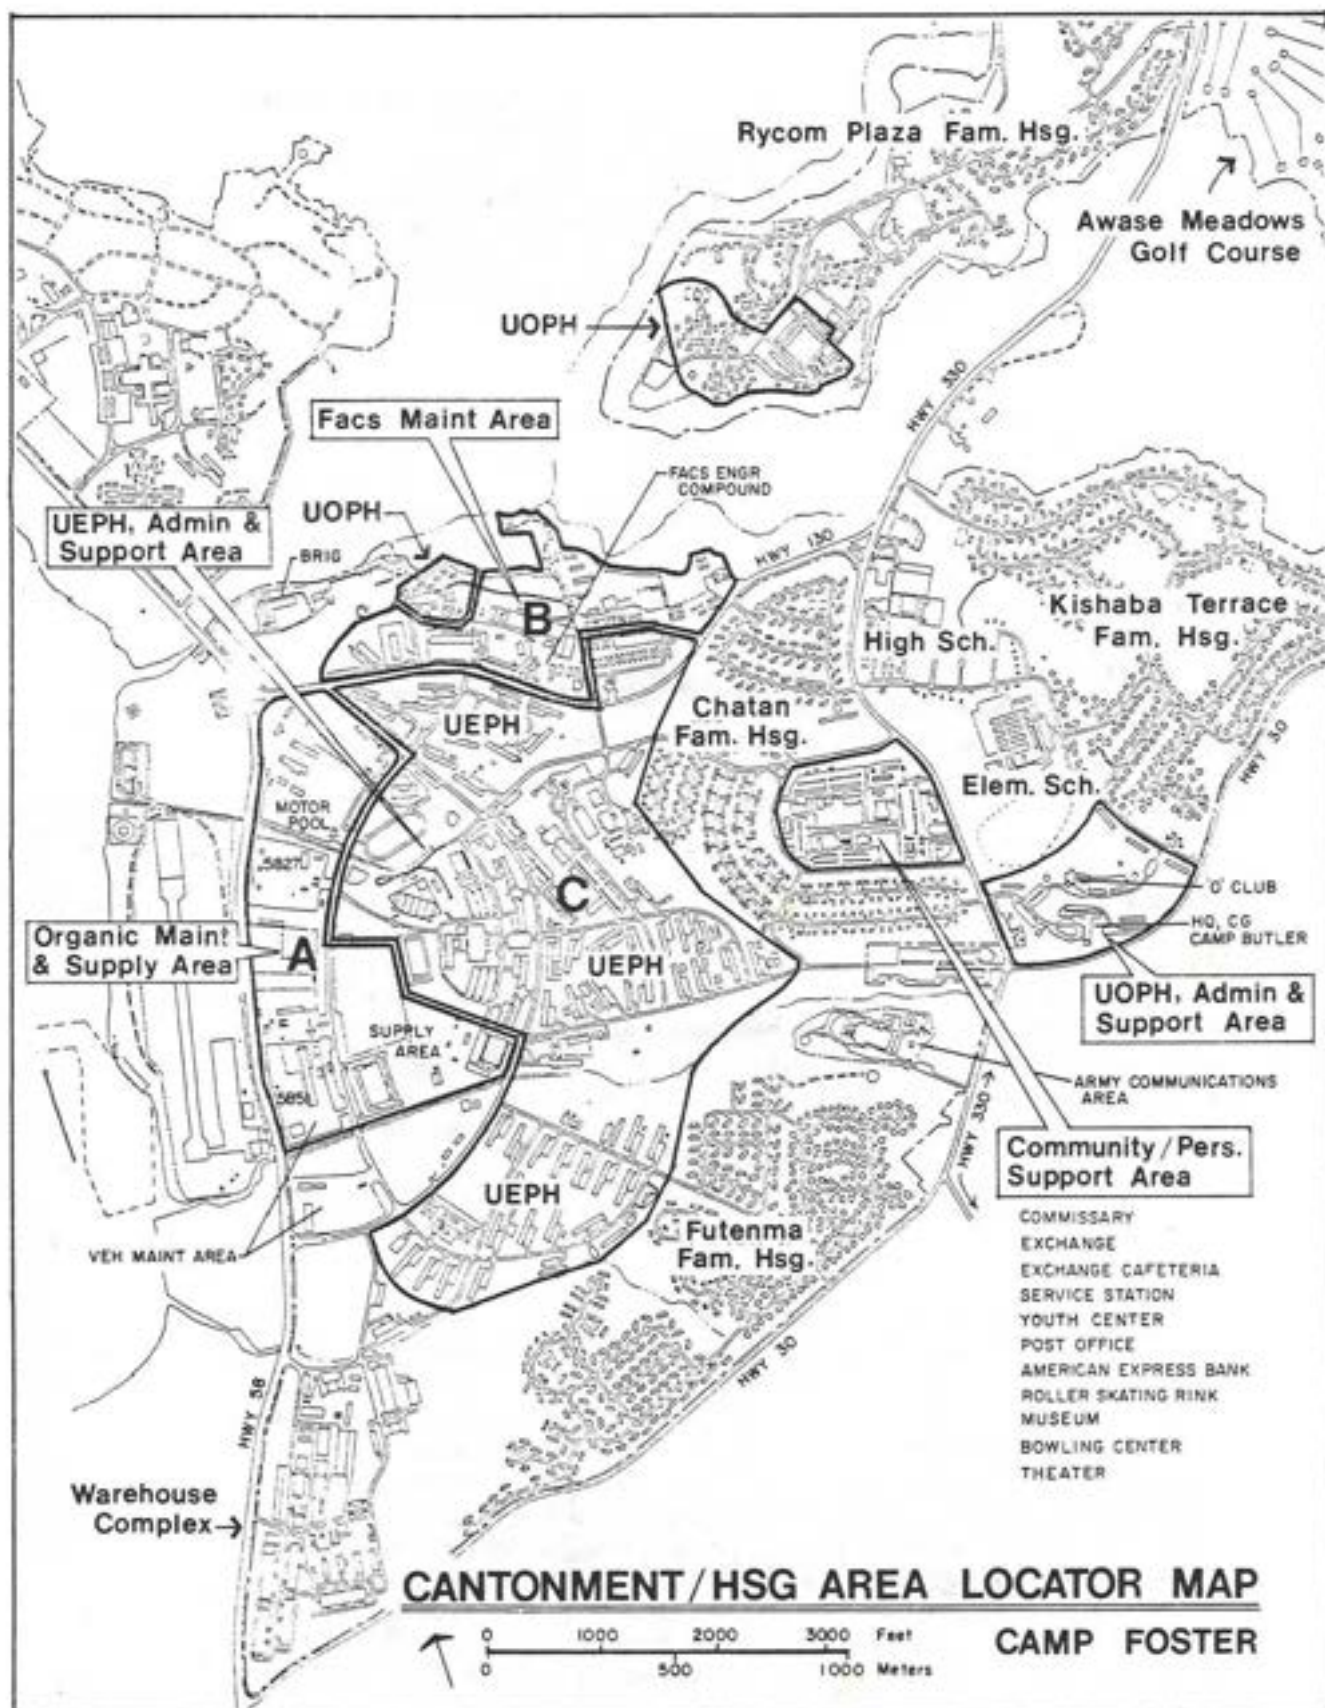 Rycom Plaza Fam. Hsg.
Awase Meadows
Golf Course
UOPH
HWY 330
Facs Maint Area
FACS ENGR
COMPOUND
UOPH
UEPH, Admin &
Support Area
BRIG
HWY 130
B
Kishaba Terrace
Fam. Hsg.
High Sch.
UEPH
Chatan
Fam. Hsg.
HWY 30
Elem. Sch.
MOTOR
POOL
C
'O' CLUB
HQ, CG
CAMP BUTLER
Organic Maint
& Supply Area
A
UEPH
UOPH, Admin &
Support Area
SUPPLY
AREA
ARMY COMMUNICATIONS
AREA
HWY 330
Community/Pers.
Support Area
UEPH
COMMISSARY
EXCHANGE
EXCHANGE CAFETERIA
SERVICE STATION
YOUTH CENTER
POST OFFICE
AMERICAN EXPRESS BANK
ROLLER SKATING RINK
MUSEUM
BOWLING CENTER
THEATER
Futenma
Fam. Hsg.
VEH MAINT AREA
HWY 30
HWY 58
Warehouse
Complex
CANTONMENT/HSG AREA LOCATOR MAP
CAMP FOSTER
0 1000 2000 3000 Feet
0 500 1000 Meters